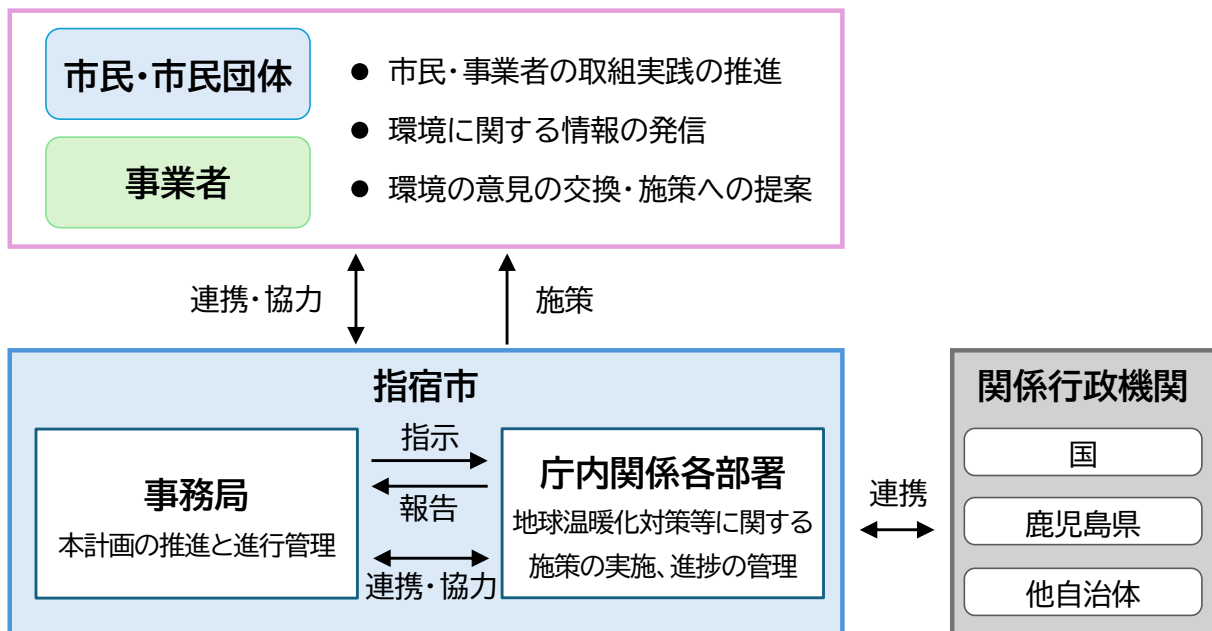 市民・市民団体
事業者
● 市民・事業者の取組実践の推進
● 環境に関する情報の発信
● 環境の意見の交換・施策への提案
連携・協力
施策
指宿市
事務局
本計画の推進と進行管理
指示
報告
連携・協力
庁内関係各部署
地球温暖化対策等に関する
施策の実施、進捗の管理
連携
関係行政機関
国
鹿児島県
他自治体